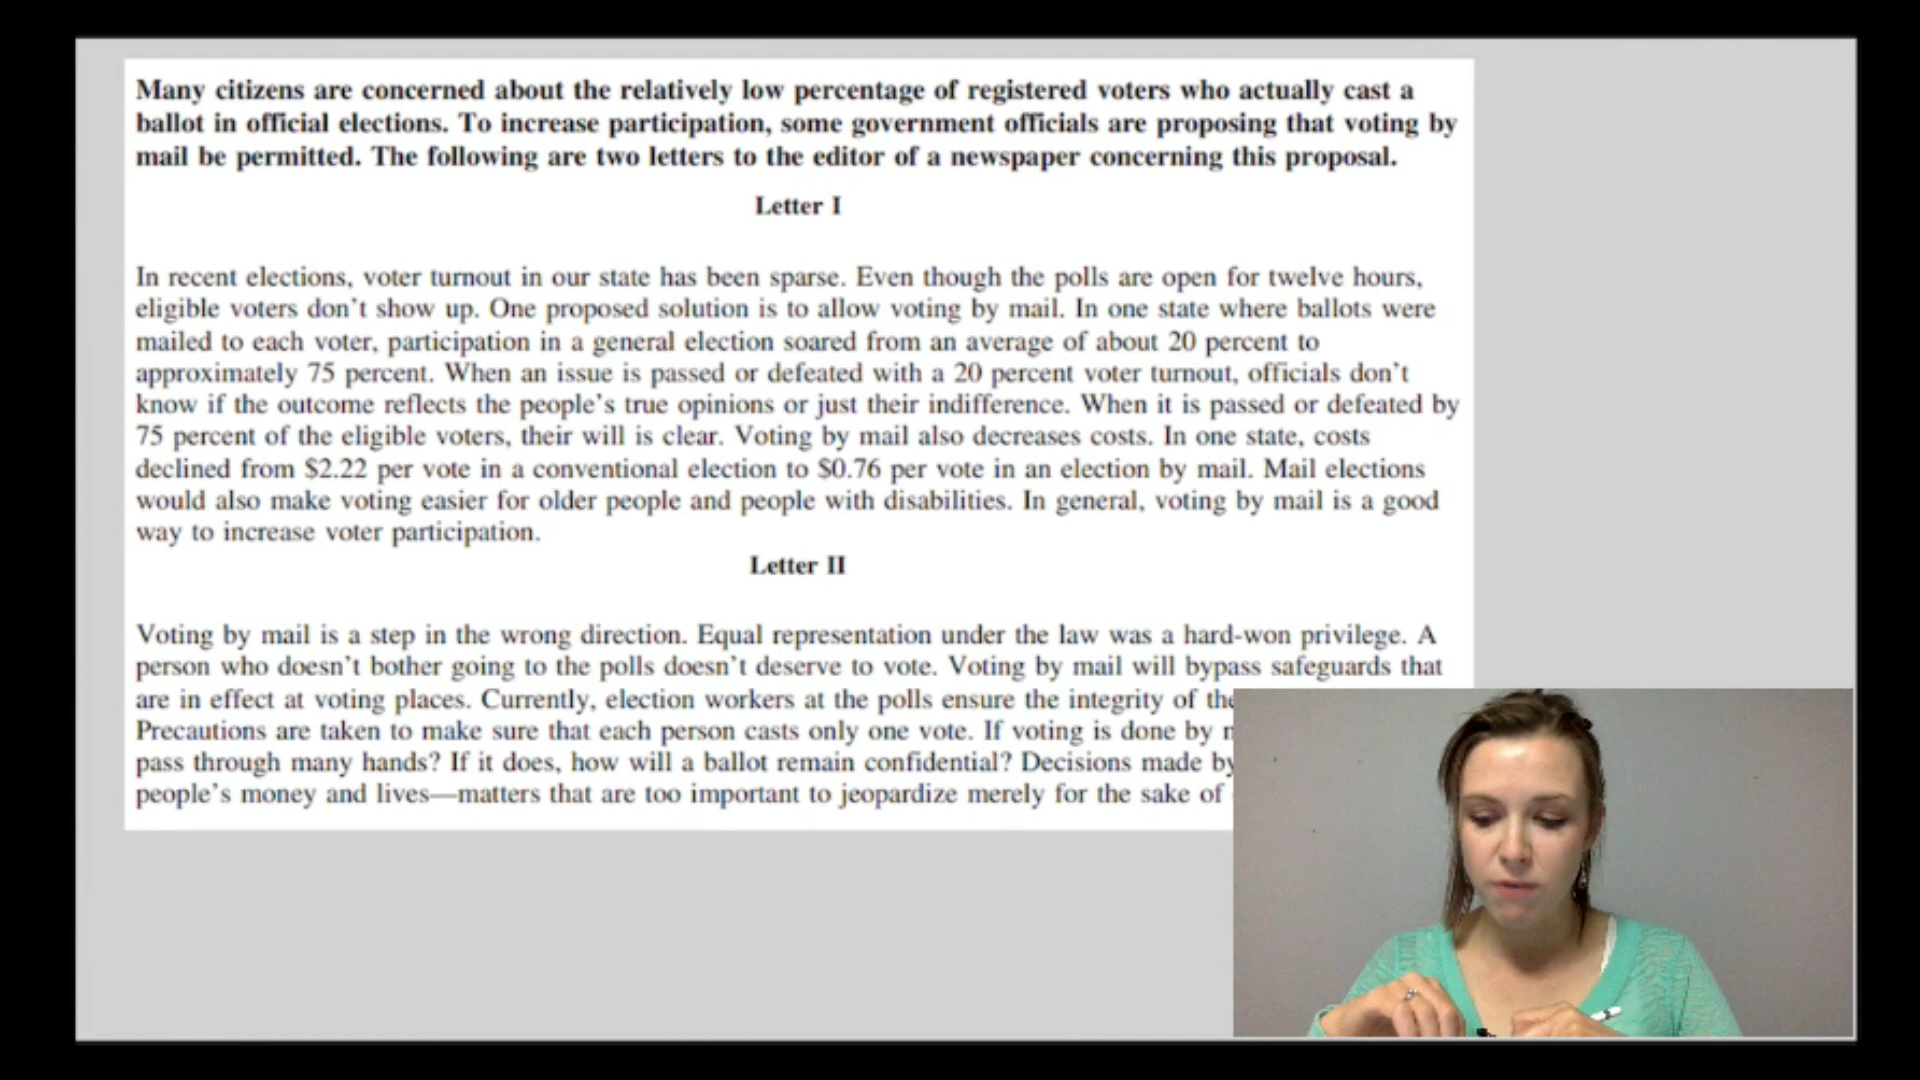 Many citizens are concerned about the relatively low percentage of registered voters who actually cast a
ballot in official elections. To increase participation, some government officials are proposing that voting by
mail be permitted. The following are two letters to the editor of a newspaper concerning this proposal.
Letter I
In recent elections, voter turnout in our state has been sparse. Even though the polls are open for twelve hours,
eligible voters don't show up. One proposed solution is to allow voting by mail. In one state where ballots were
mailed to each voter, participation in a general election soared from an average of about 20 percent to
approximately 75 percent. When an issue is passed or defeated with a 20 percent voter turnout, officials don't
know if the outcome reflects the people's true opinions or just their indifference. When it is passed or defeated by
75 percent of the eligible voters, their will is clear. Voting by mail also decreases costs. In one state, costs
declined from $2.22 per vote in a conventional election to $0.76 per vote in an election by mail. Mail elections
would also make voting easier for older people and people with disabilities. In general, voting by mail is a good
way to increase voter participation.
Letter II
Voting by mail is a step in the wrong direction. Equal representation under the law was a hard-won privilege. A
person who doesn't bother going to the polls doesn't deserve to vote. Voting by mail will bypass safeguards that
are in effect at voting places. Currently, election workers at the polls ensure the integrity of the
Precautions are taken to make sure that each person casts only one vote. If voting is done by
pass through many hands? If it does, how will a ballot remain confidential? Decisions made by
people's money and lives—matters that are too important to jeopardize merely for the sake of